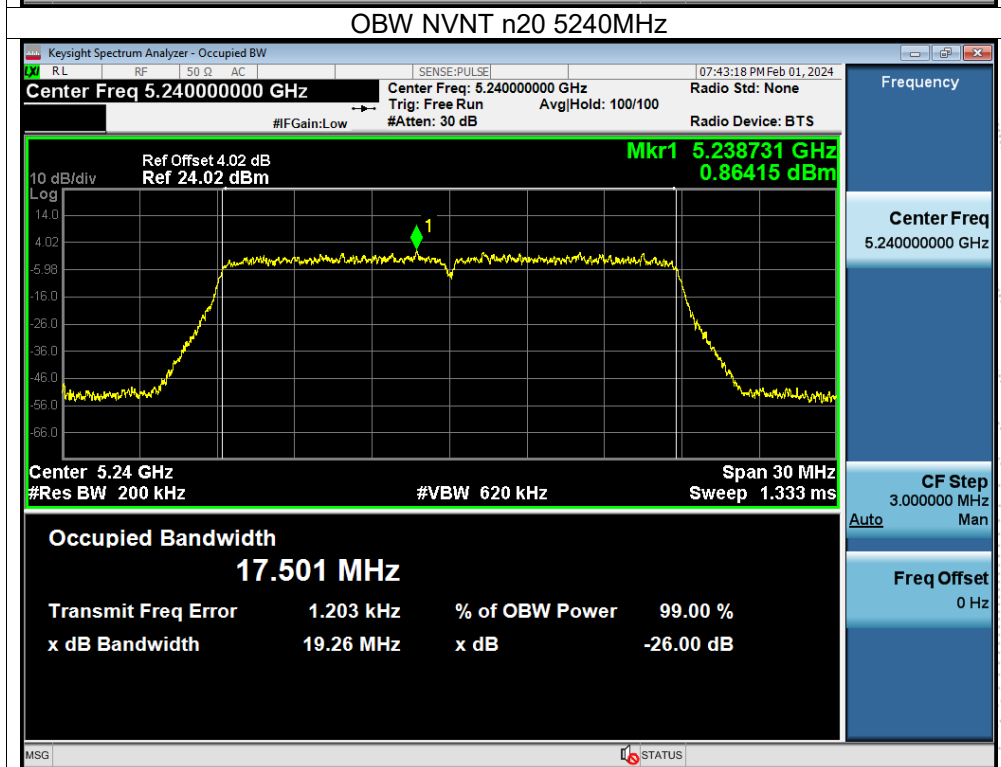 OBW NVNT n20 5240MHz
Keysight Spectrum Analyzer - Occupied BW
LXI RL RF 50 Ω AC SENSE:PULSE 07:43:18 PM Feb 01, 2024
Center Freq 5.240000000 GHz
Center Freq: 5.240000000 GHz Radio Std: None
Trig: Free Run Avg|Hold: 100/100
#IFGain:Low #Atten: 30 dB Radio Device: BTS
Frequency
Mkr1 5.238731 GHz
0.86415 dBm
Ref Offset 4.02 dB
10 dB/div Ref 24.02 dBm
Log
14.0
4.02
-5.98
-16.0
-26.0
-36.0
-46.0
-56.0
-66.0
1
Center 5.24 GHz Span 30 MHz
#Res BW 200 kHz #VBW 620 kHz Sweep 1.333 ms
Occupied Bandwidth
17.501 MHz
Transmit Freq Error 1.203 kHz % of OBW Power 99.00 %
x dB Bandwidth 19.26 MHz x dB -26.00 dB
Center Freq
5.240000000 GHz
CF Step
3.000000 MHz
Auto Man
Freq Offset
0 Hz
MSG STATUS